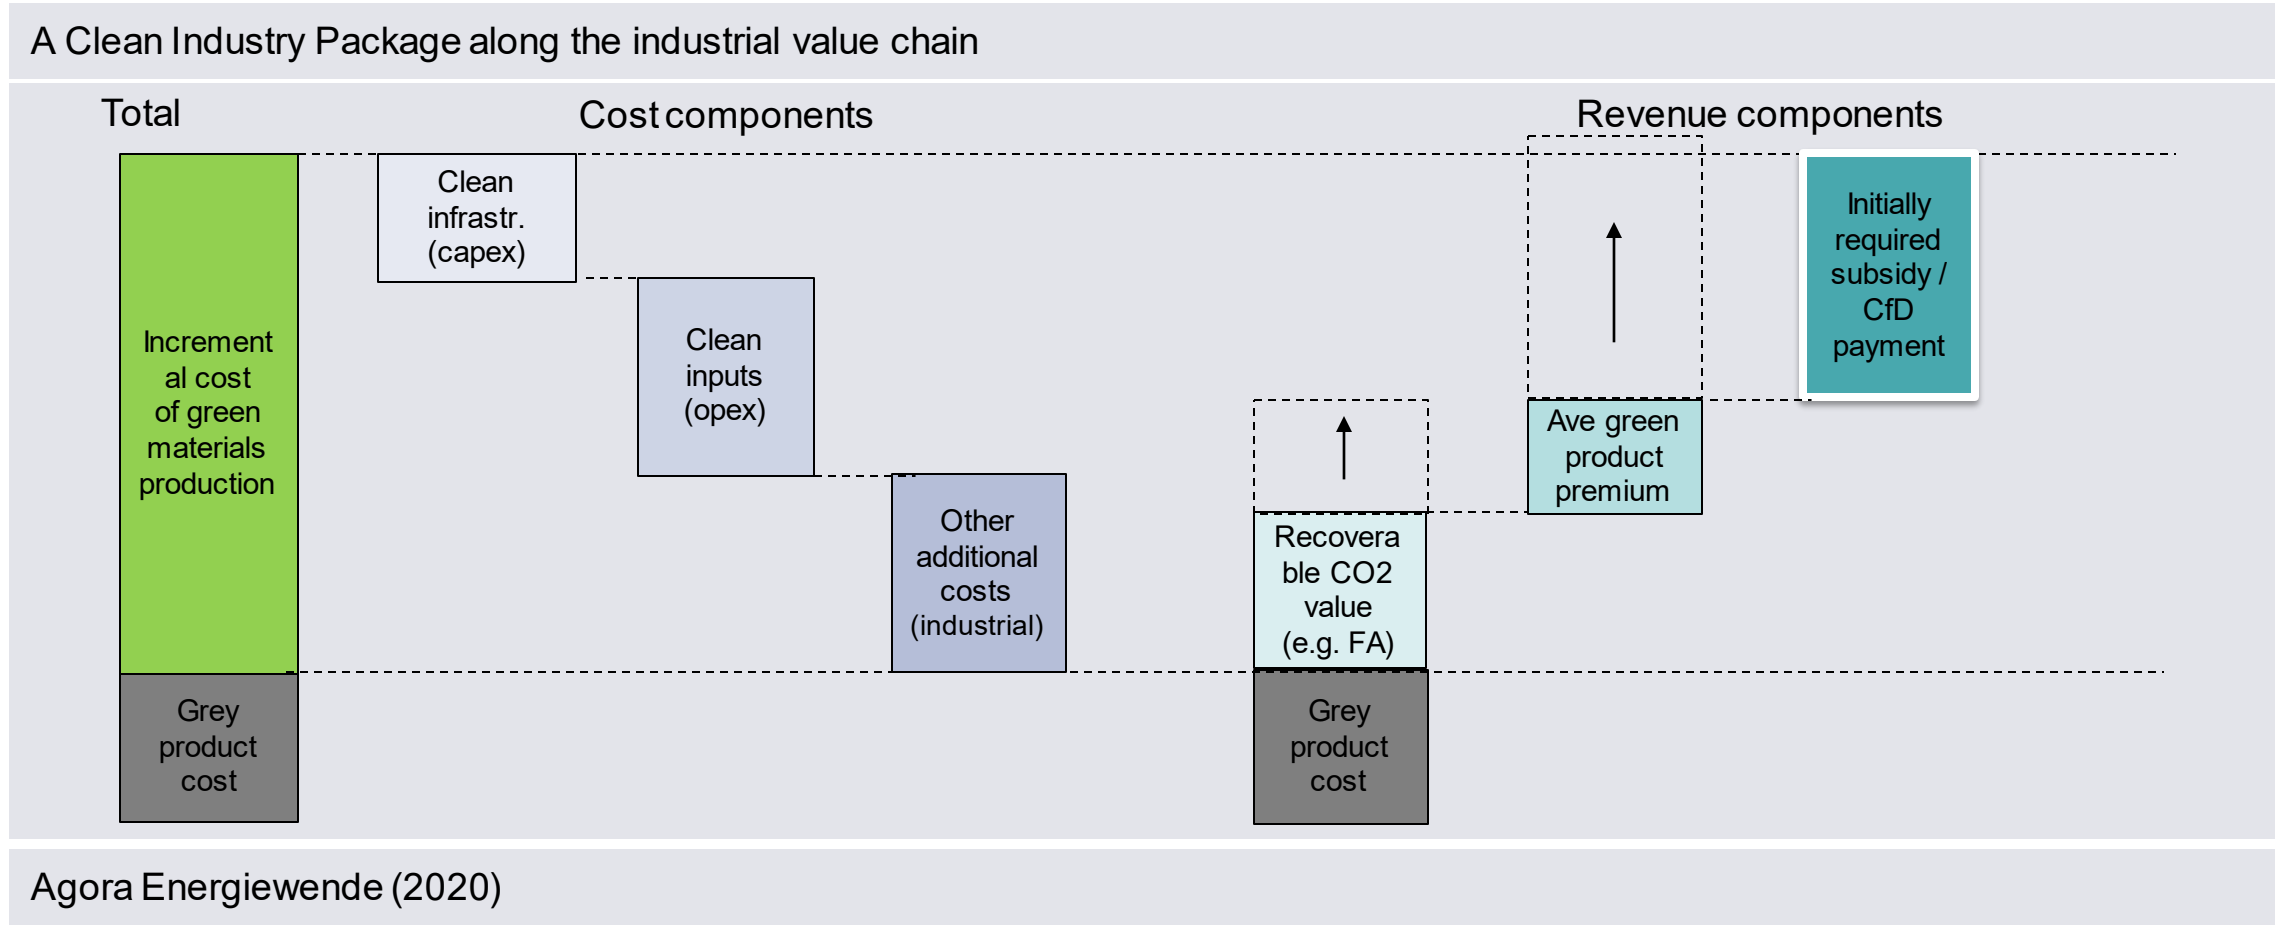 A Clean Industry Package along the industrial value chain
Total
Cost components
Revenue components
Increment
al cost
of green
materials
production
Grey
product
cost
Clean
infrastr.
(capex)
Clean
inputs
(opex)
Other
additional
costs
(industrial)
Recovera
ble CO2
value
(e.g. FA)
Grey
product
cost
Ave green
product
premium
Initially
required
subsidy /
CfD
payment
Agora Energiewende (2020)